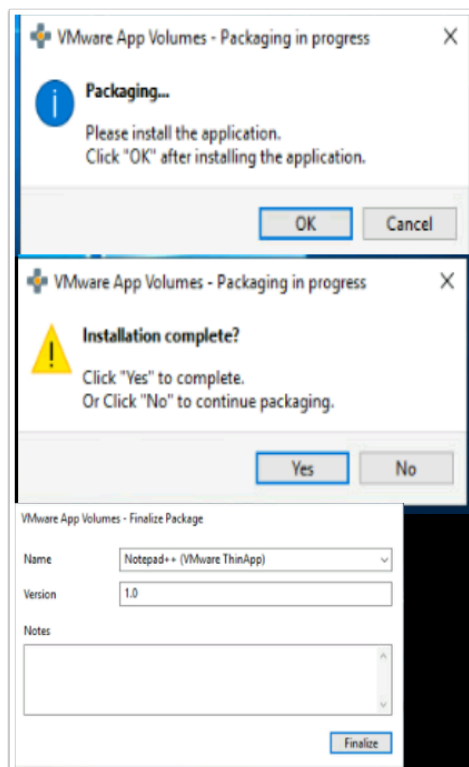 VMware App Volumes - Packaging in progress
Packaging...
Please install the application.
Click "OK" after installing the application.
OK Cancel
VMware App Volumes - Packaging in progress
Installation complete?
Click "Yes" to complete.
Or Click "No" to continue packaging.
Yes No
VMware App Volumes - Finalize Package
Name Notepad++ (VMware ThinApp)
Version 1.0
Notes
Finalize